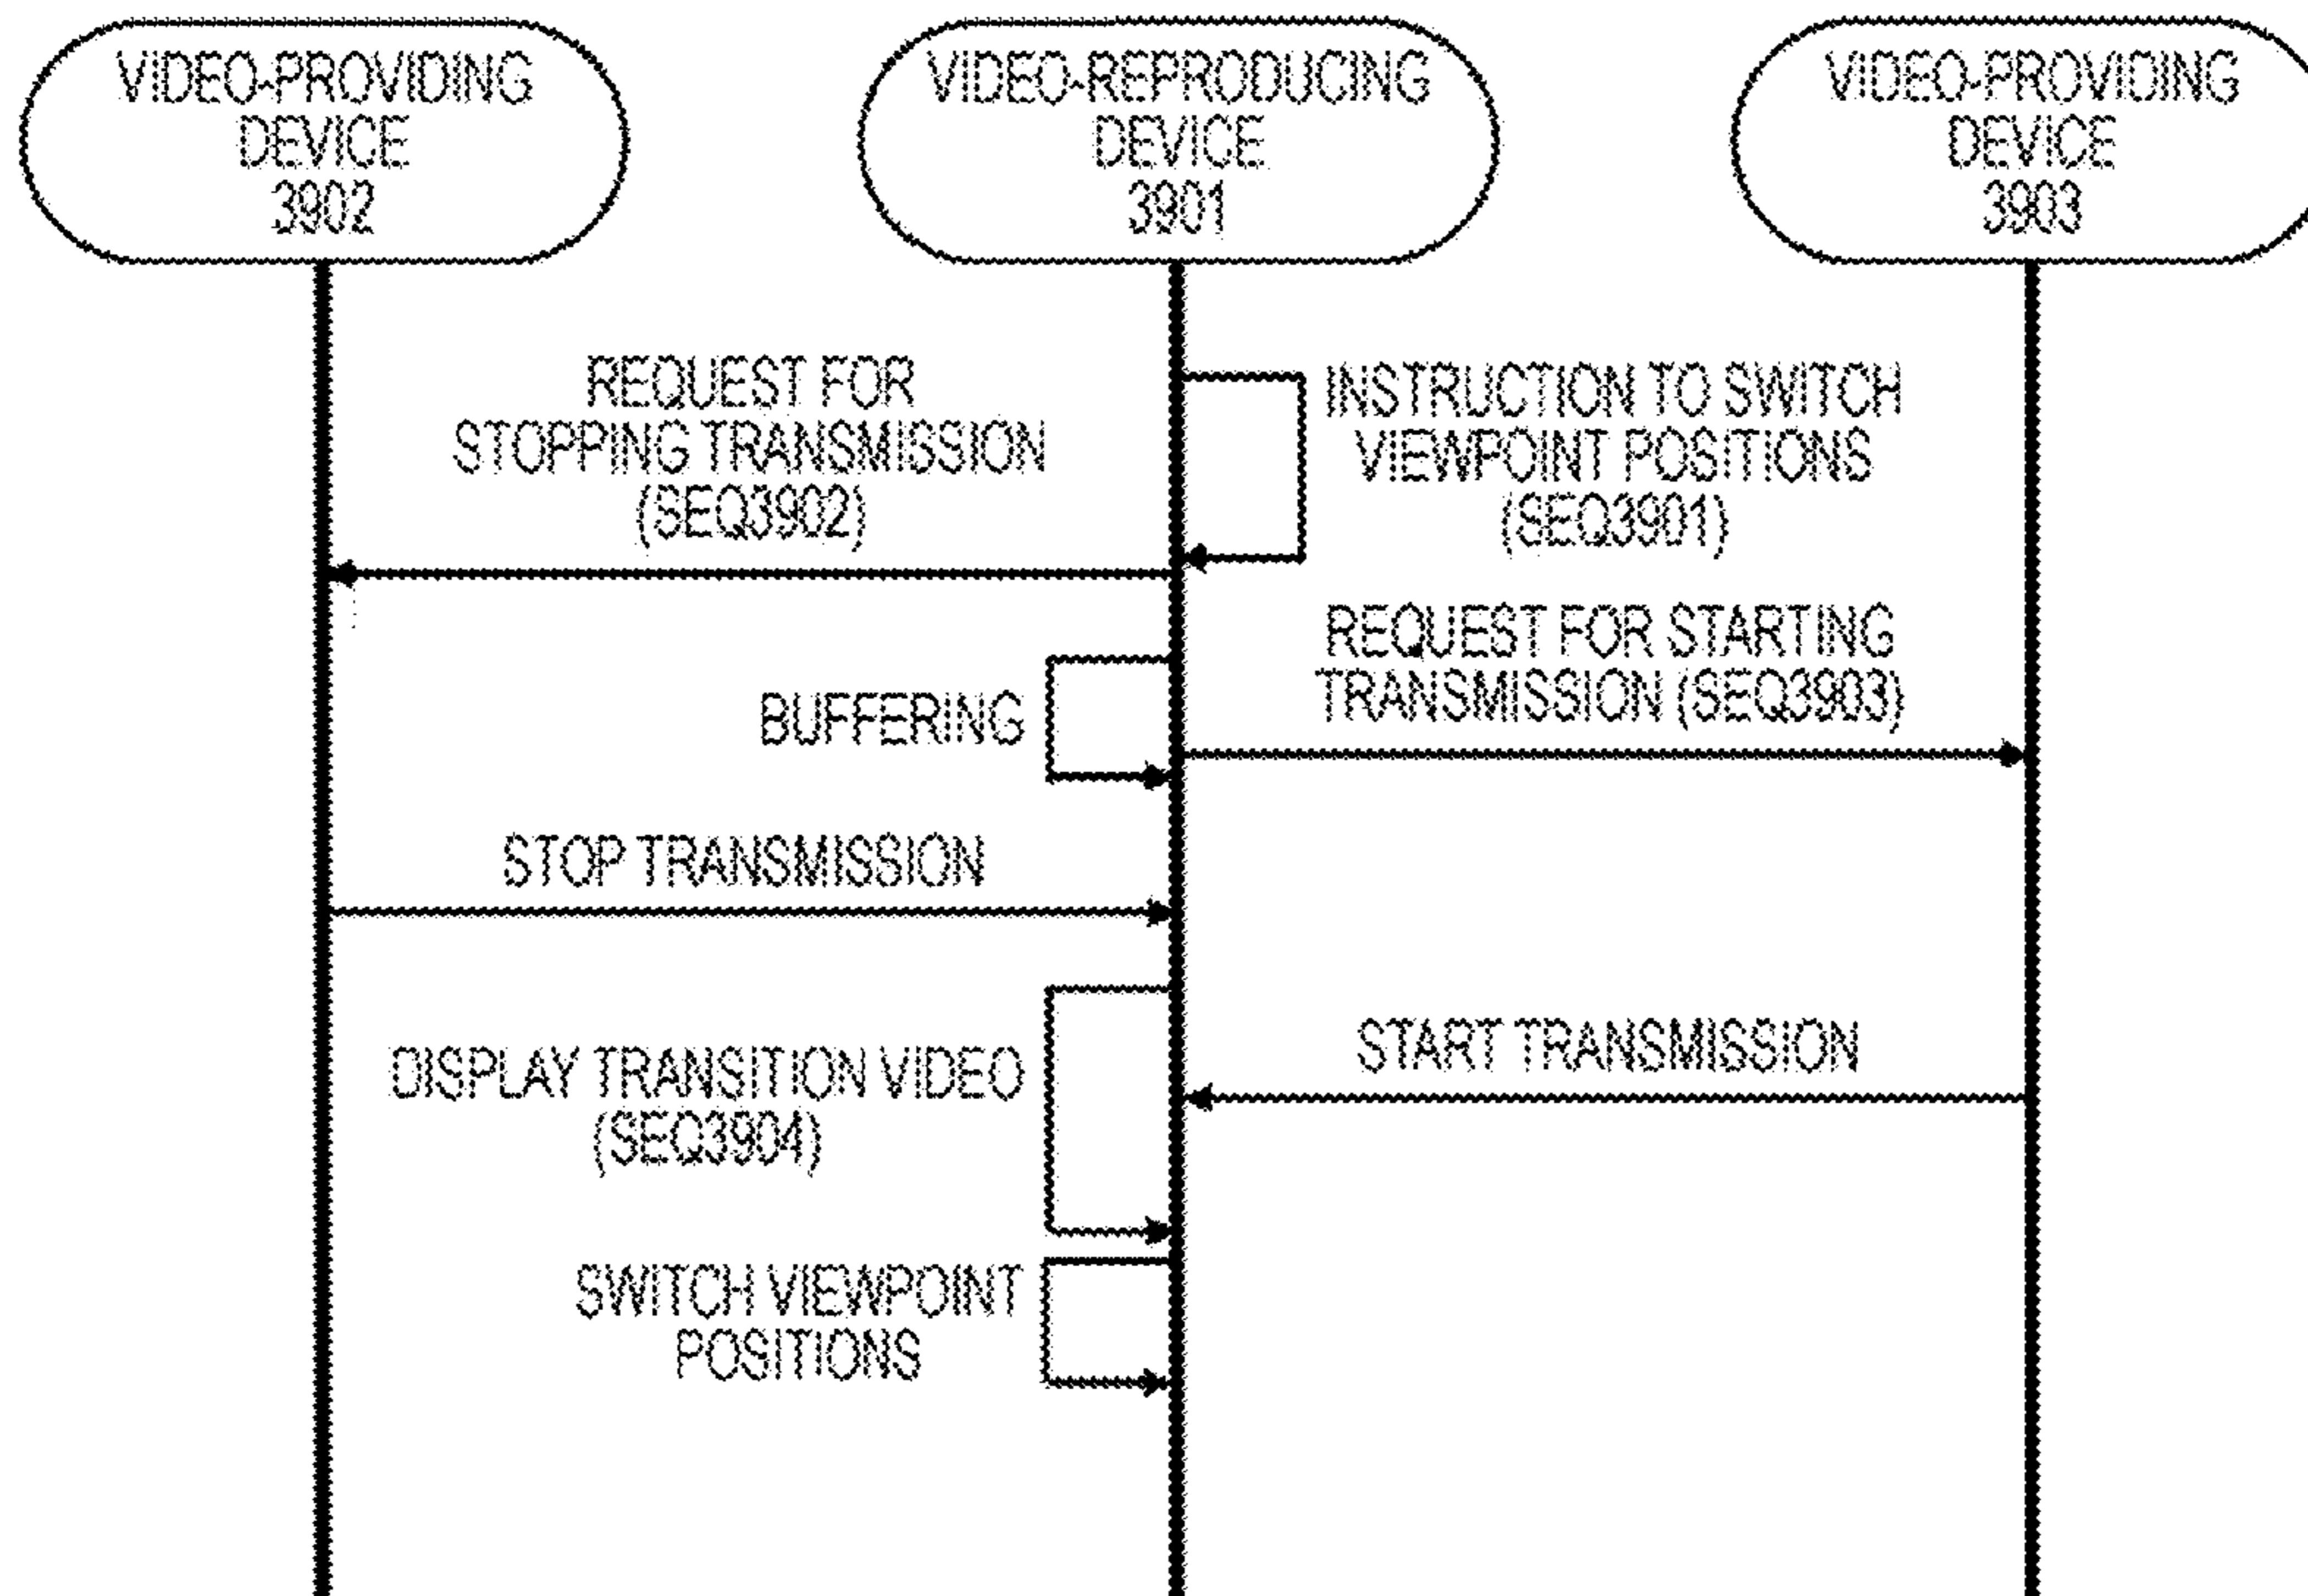 VIDEO-PROVIDING
DEVICE
3902
VIDEO-REPRODUCING
DEVICE
3901
VIDEO-PROVIDING
DEVICE
3903
REQUEST FOR
STOPPING TRANSMISSION
(SEQ3902)
INSTRUCTION TO SWITCH
VIEWPOINT POSITIONS
(SEQ3901)
REQUEST FOR STARTING
TRANSMISSION (SEQ3903)
BUFFERING
STOP TRANSMISSION
START TRANSMISSION
DISPLAY TRANSITION VIDEO
(SEQ3904)
SWITCH VIEWPOINT
POSITIONS